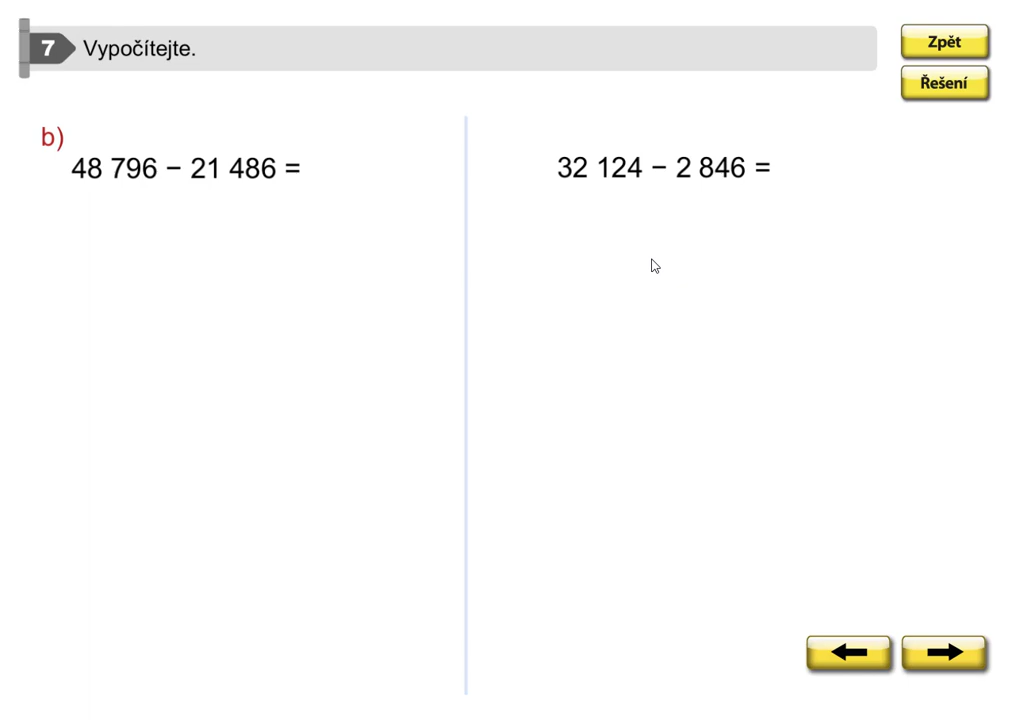 7 Vypočítejte.
Zpět
Řešení
b)
48 796 − 21 486 =
32 124 − 2 846 =